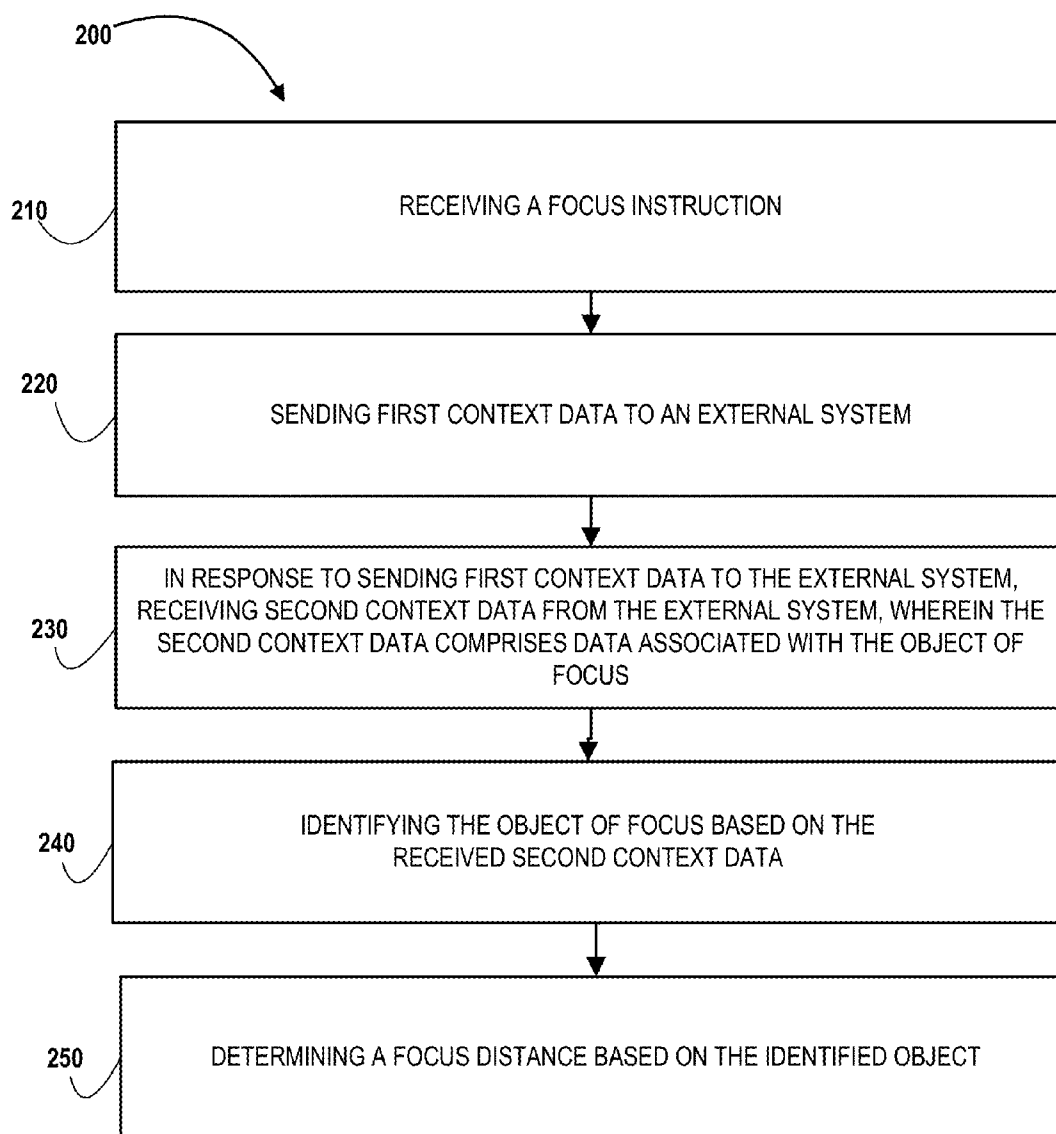 200
210
RECEIVING A FOCUS INSTRUCTION
220
SENDING FIRST CONTEXT DATA TO AN EXTERNAL SYSTEM
230
IN RESPONSE TO SENDING FIRST CONTEXT DATA TO THE EXTERNAL SYSTEM,
RECEIVING SECOND CONTEXT DATA FROM THE EXTERNAL SYSTEM, WHEREIN THE
SECOND CONTEXT DATA COMPRISES DATA ASSOCIATED WITH THE OBJECT OF
FOCUS
240
IDENTIFYING THE OBJECT OF FOCUS BASED ON THE
RECEIVED SECOND CONTEXT DATA
250
DETERMINING A FOCUS DISTANCE BASED ON THE IDENTIFIED OBJECT